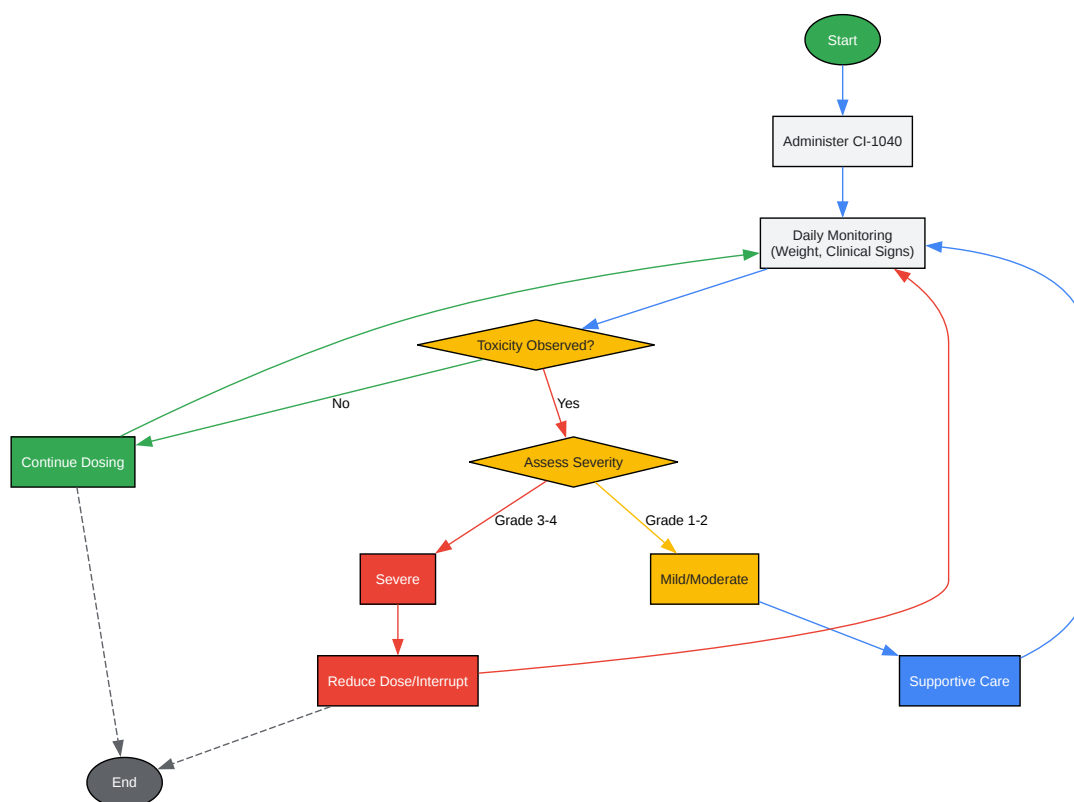 Start
Administer CI-1040
Daily Monitoring
(Weight, Clinical Signs)
Toxicity Observed?
No
Yes
Continue Dosing
Assess Severity
Grade 3-4
Grade 1-2
Severe
Mild/Moderate
Reduce Dose/Interrupt
Supportive Care
End